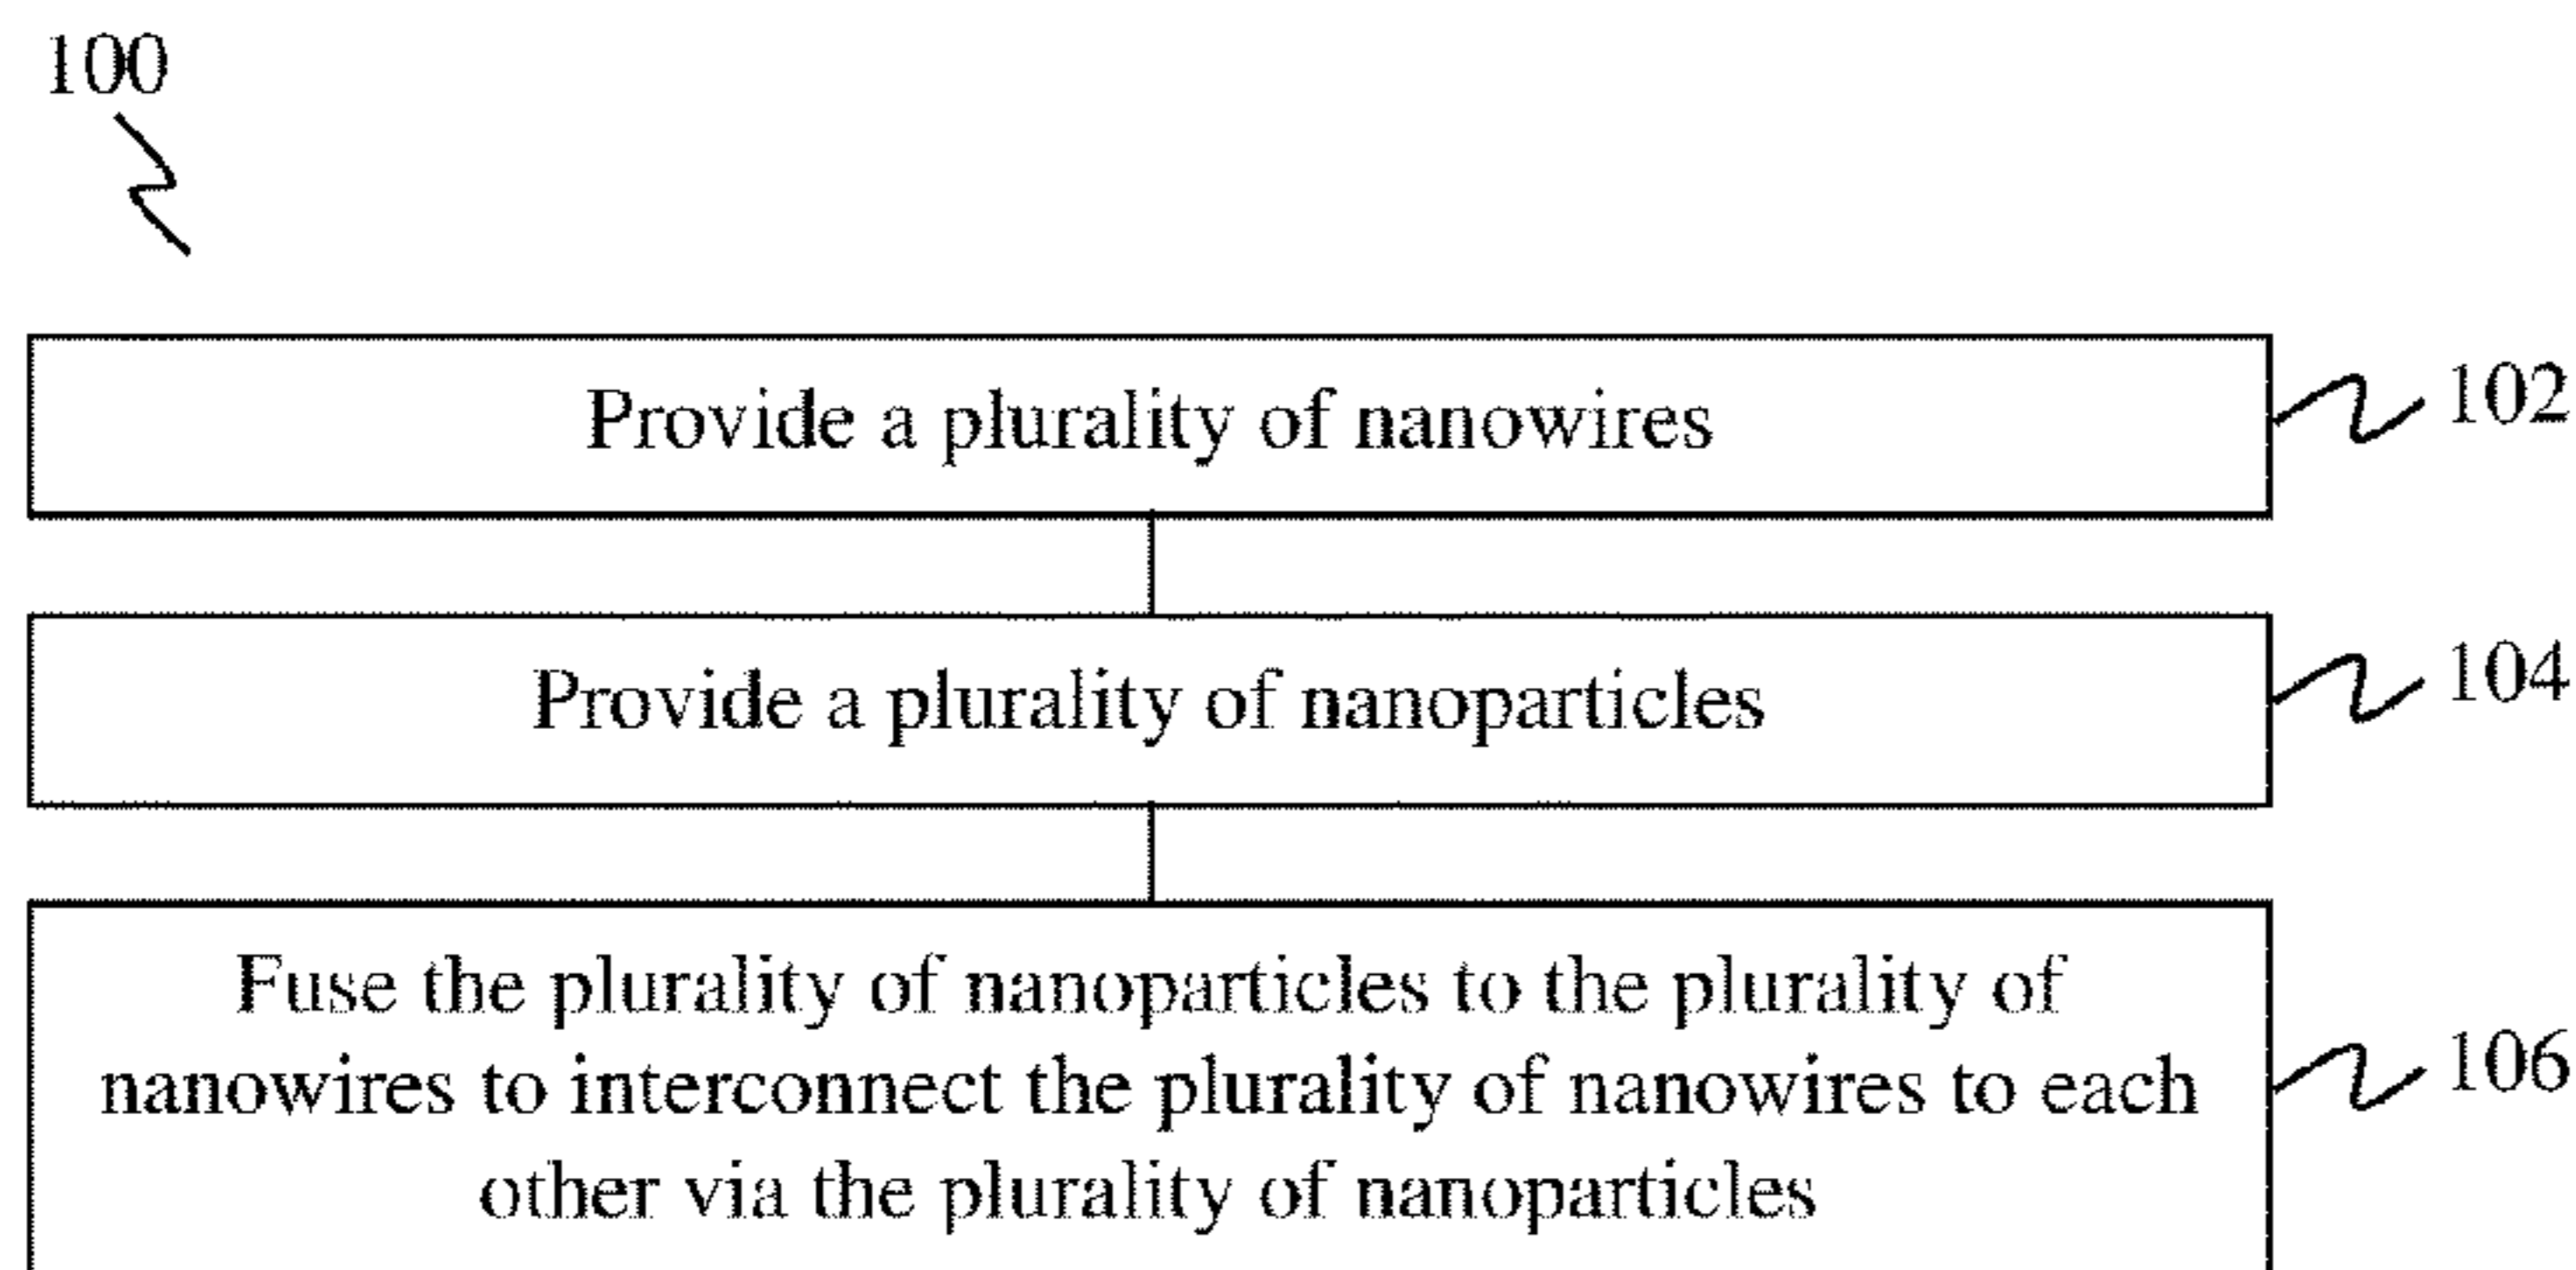 100
Provide a plurality of nanowires
102
Provide a plurality of nanoparticles
104
Fuse the plurality of nanoparticles to the plurality of
nanowires to interconnect the plurality of nanowires to each
other via the plurality of nanoparticles
106